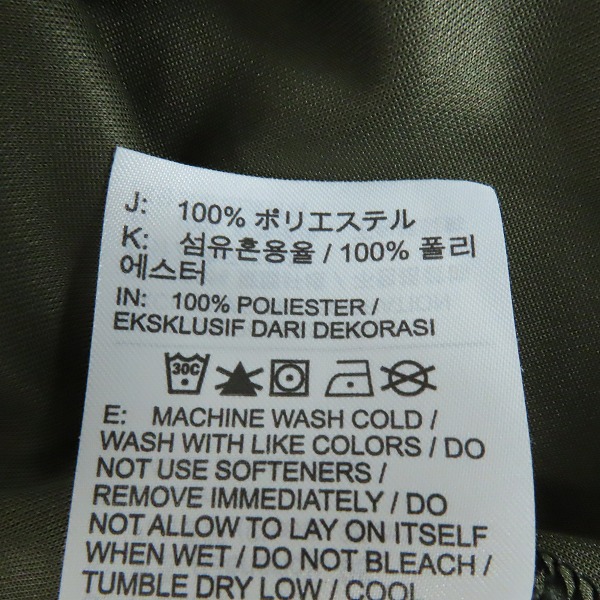 J: 100% ポリエステル
K: 섬유혼용율 / 100% 폴리
에스터
IN: 100% POLIESTER /
EKSKLUSIF DARI DEKORASI
30C
E: MACHINE WASH COLD /
WASH WITH LIKE COLORS / DO
NOT USE SOFTENERS /
REMOVE IMMEDIATELY / DO
NOT ALLOW TO LAY ON ITSELF
WHEN WET / DO NOT BLEACH /
TUMBLE DRY LOW / COOL